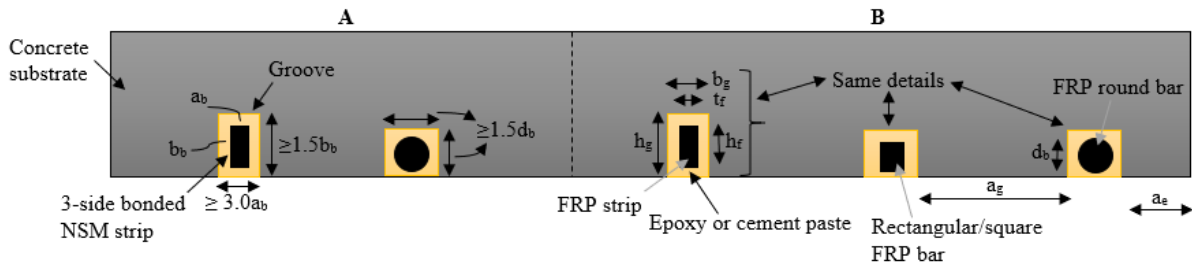 A
B
Concrete
substrate
Groove
a_b
b_b
≥1.5b_b
≥1.5d_b
3-side bonded
NSM strip
≥ 3.0a_b
b_g
t_f
h_g
h_f
Same details
FRP round bar
d_b
FRP strip
Epoxy or cement paste
a_g
a_e
Rectangular/square
FRP bar